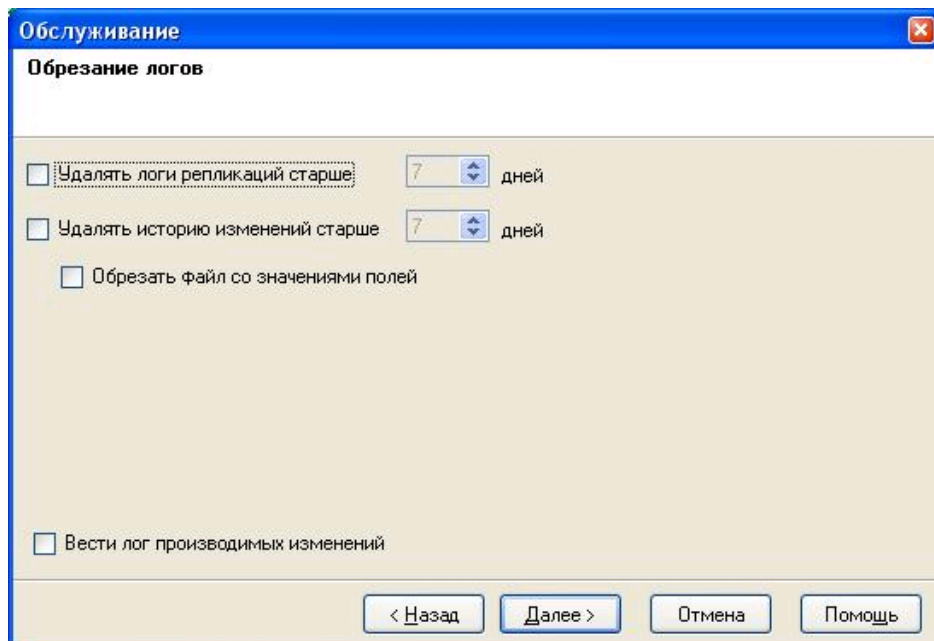 Обслуживание
Обрезание логов
Удалять логи репликаций старше 7 дней
Удалять историю изменений старше 7 дней
Обрезать файл со значениями полей
Вести лог производимых изменений
< Назад Далее > Отмена Помощь